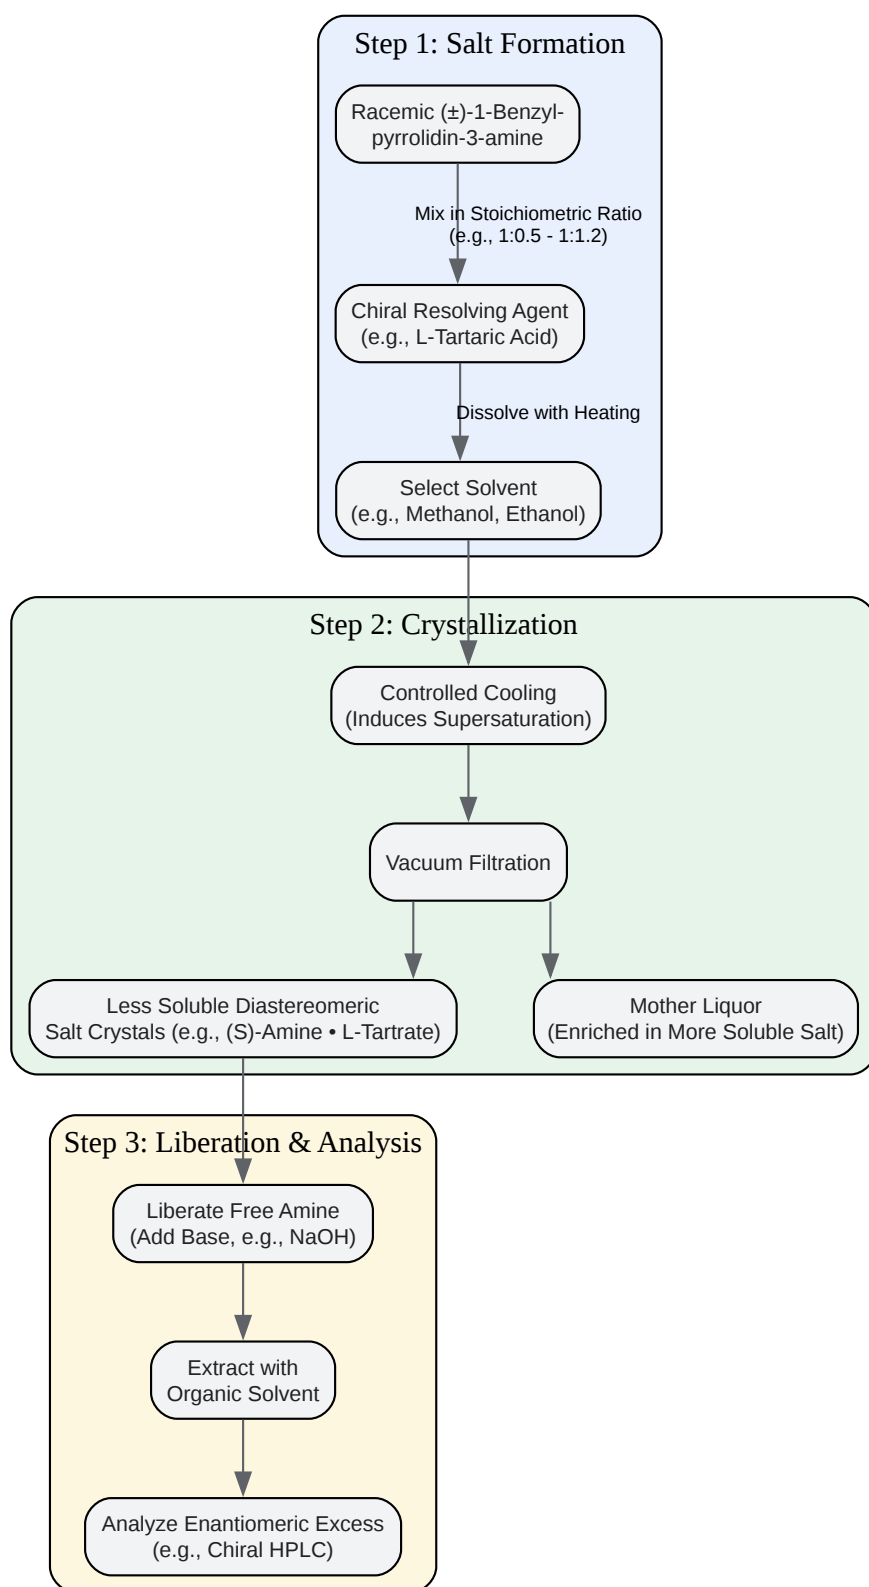 Step 1: Salt Formation
Racemic (±)-1-Benzyl-
pyrrolidin-3-amine
Mix in Stoichiometric Ratio
(e.g., 1:0.5 - 1:1.2)
Chiral Resolving Agent
(e.g., L-Tartaric Acid)
Dissolve with Heating
Select Solvent
(e.g., Methanol, Ethanol)
Step 2: Crystallization
Controlled Cooling
(Induces Supersaturation)
Vacuum Filtration
Less Soluble Diastereomeric
Salt Crystals (e.g., (S)-Amine • L-Tartrate)
Mother Liquor
(Enriched in More Soluble Salt)
Step 3: Liberation & Analysis
Liberate Free Amine
(Add Base, e.g., NaOH)
Extract with
Organic Solvent
Analyze Enantiomeric Excess
(e.g., Chiral HPLC)